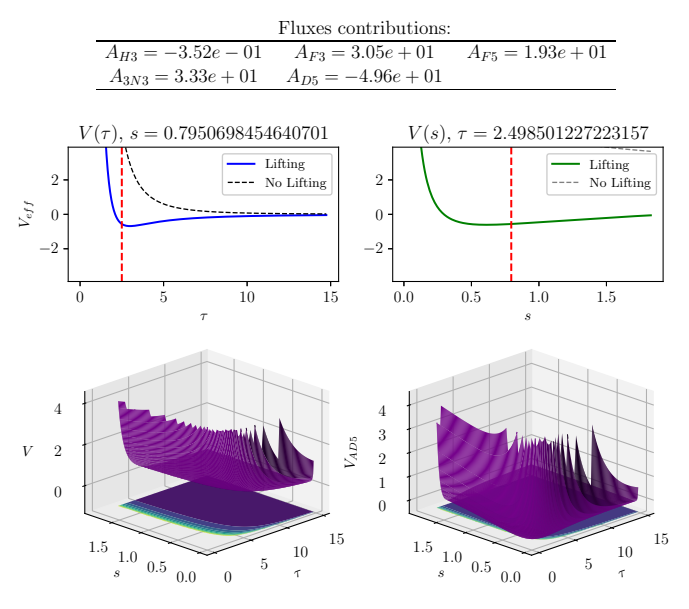 Fluxes contributions:
A_{H3} = −3.52e − 01 A_{F3} = 3.05e + 01 A_{F5} = 1.93e + 01
A_{3N3} = 3.33e + 01 A_{D5} = −4.96e + 01
V(τ), s = 0.7950698454640701
V_{eff}
2
0
−2
Lifting
No Lifting
0 5 10 15
τ
V(s), τ = 2.498501227223157
2
0
−2
Lifting
No Lifting
0.0 0.5 1.0 1.5
s
V
4
2
0
1.5 1.0 0.5 0.0
s
0 5 10 15
τ
V_{AD5}
4
3
2
1
0
1.5 1.0 0.5 0.0
s
0 5 10 15
τ